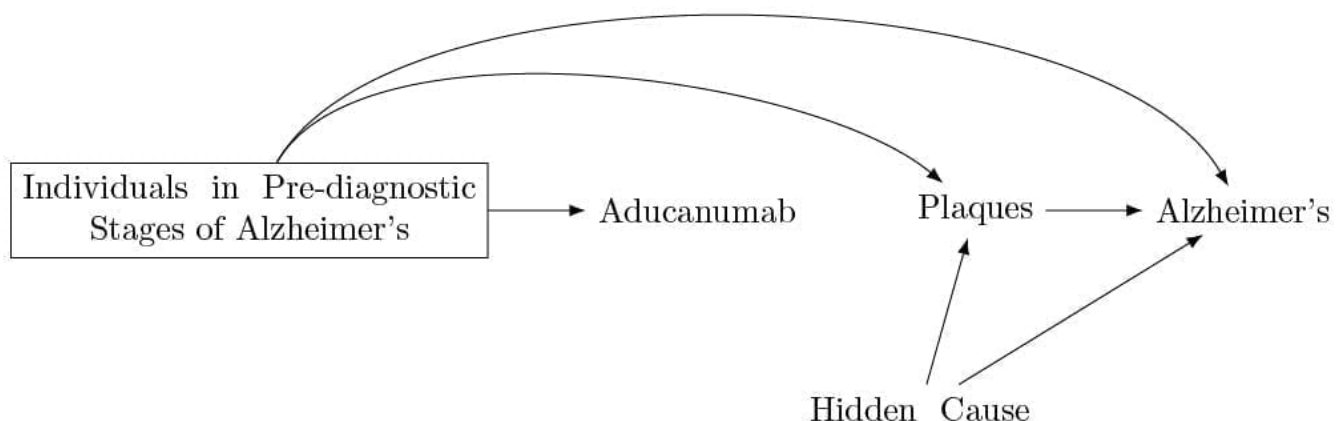 Individuals in Pre-diagnostic
Stages of Alzheimer's
Aducanumab
Plaques
Alzheimer's
Hidden Cause